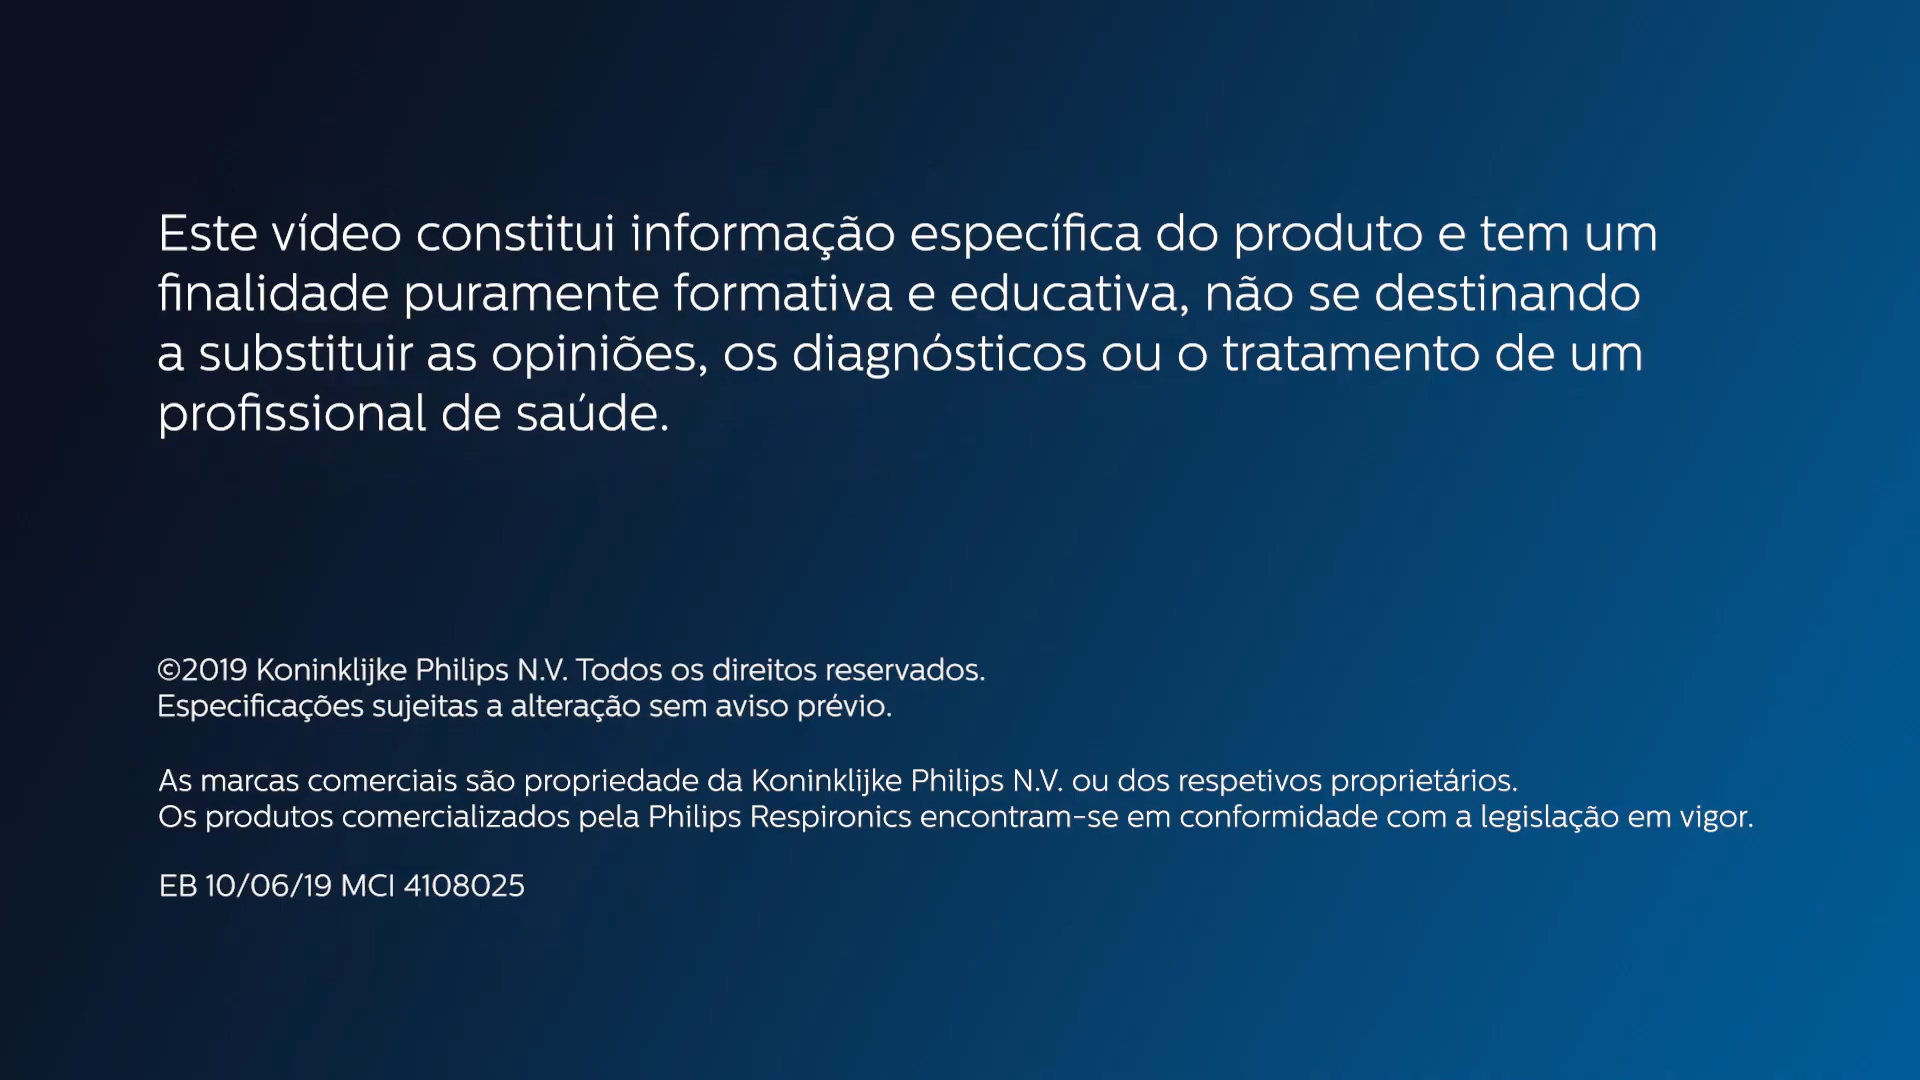 Este vídeo constitui informação específica do produto e tem um
finalidade puramente formativa e educativa, não se destinando
a substituir as opiniões, os diagnósticos ou o tratamento de um
profissional de saúde.
©2019 Koninklijke Philips N.V. Todos os direitos reservados.
Especificações sujeitas a alteração sem aviso prévio.
As marcas comerciais são propriedade da Koninklijke Philips N.V. ou dos respetivos proprietários.
Os produtos comercializados pela Philips Respironics encontram-se em conformidade com a legislação em vigor.
EB 10/06/19 MCI 4108025